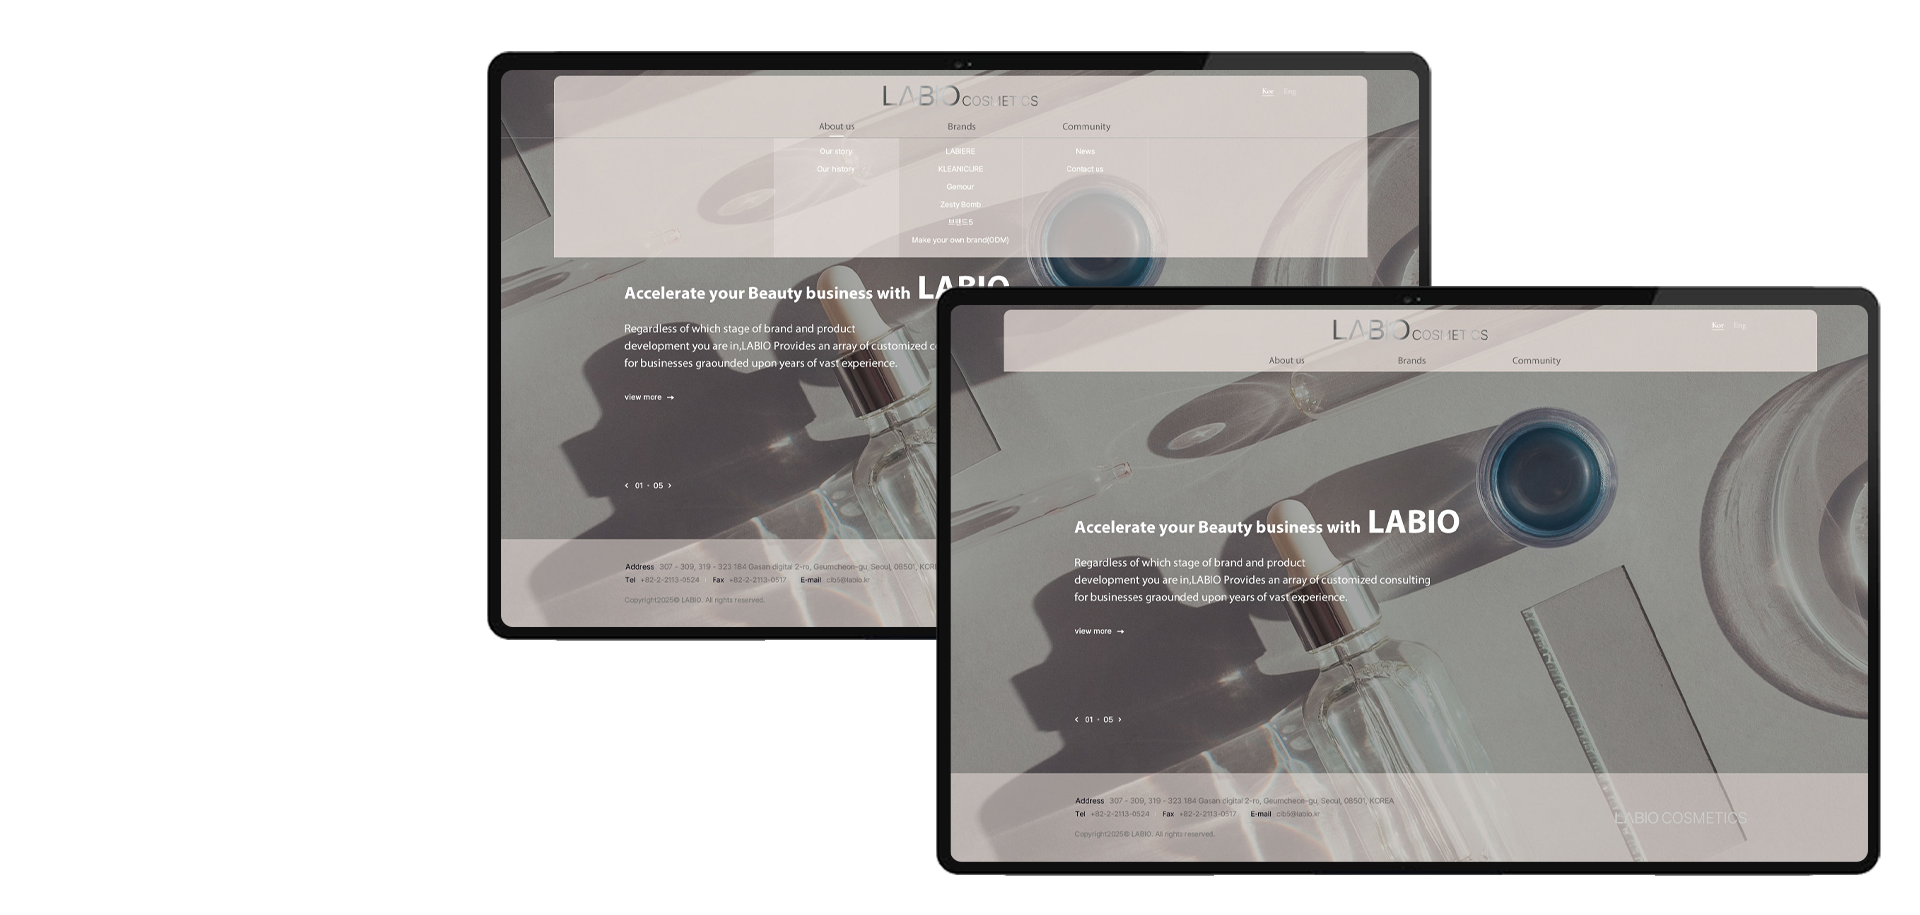 LABIO COSMETICS
Kor Eng
About us Brands Community
Our story LABIERE News
Our history KLEANCURE Contact us
Gemour
Zesty Bomb
브랜드5
Make your own brand(ODM)
Accelerate your Beauty business with LABIO
Regardless of which stage of brand and product
development you are in,LABIO Provides an array of customized
for businesses graounded upon years of vast experience.
view more →
‹ 01 - 05 ›
Address 307 - 309, 319 - 323 184 Gasan digital 2-ro, Geumcheon-gu, Seoul, 08501,
Tel +82-2-2113-0524 Fax +82-2-2113-0517 E-mail clb5@labio.kr
Copyright2025© LABIO. All rights reserved.
LABIO COSMETICS
Kor Eng
About us Brands Community
Accelerate your Beauty business with LABIO
Regardless of which stage of brand and product
development you are in,LABIO Provides an array of customized consulting
for businesses graounded upon years of vast experience.
view more →
‹ 01 - 05 ›
Address 307 - 309, 319 - 323 184 Gasan digital 2-ro, Geumcheon-gu, Seoul, 08501, KOREA
Tel +82-2-2113-0524 Fax +82-2-2113-0517 E-mail clb5@labio.kr
Copyright2025© LABIO. All rights reserved.
LABIO COSMETICS